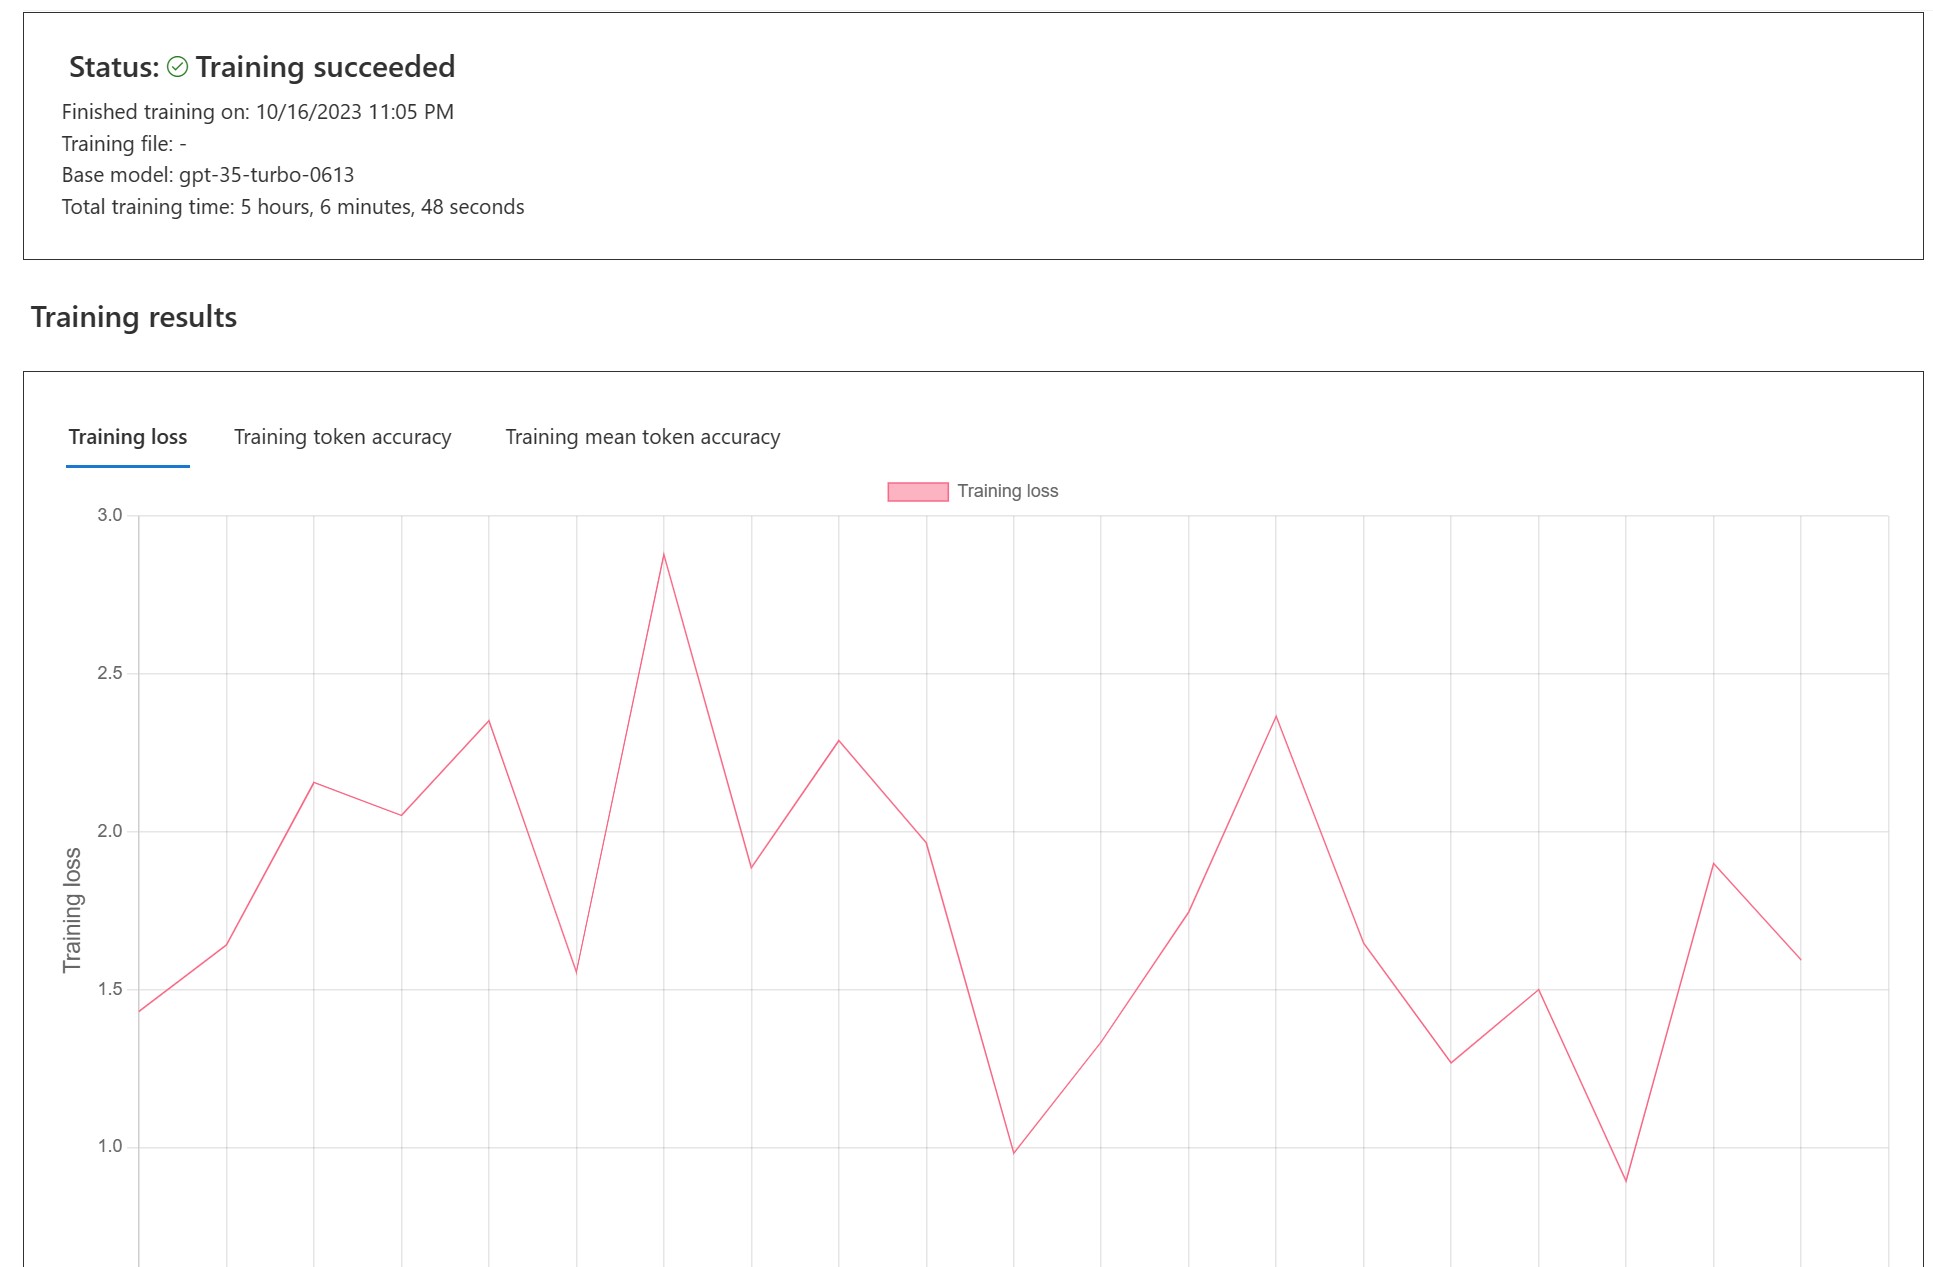 Status: Training succeeded
Finished training on: 10/16/2023 11:05 PM
Training file: -
Base model: gpt-35-turbo-0613
Total training time: 5 hours, 6 minutes, 48 seconds
Training results
Training loss Training token accuracy Training mean token accuracy
Training loss
3.0
2.5
2.0
Training loss
1.5
1.0